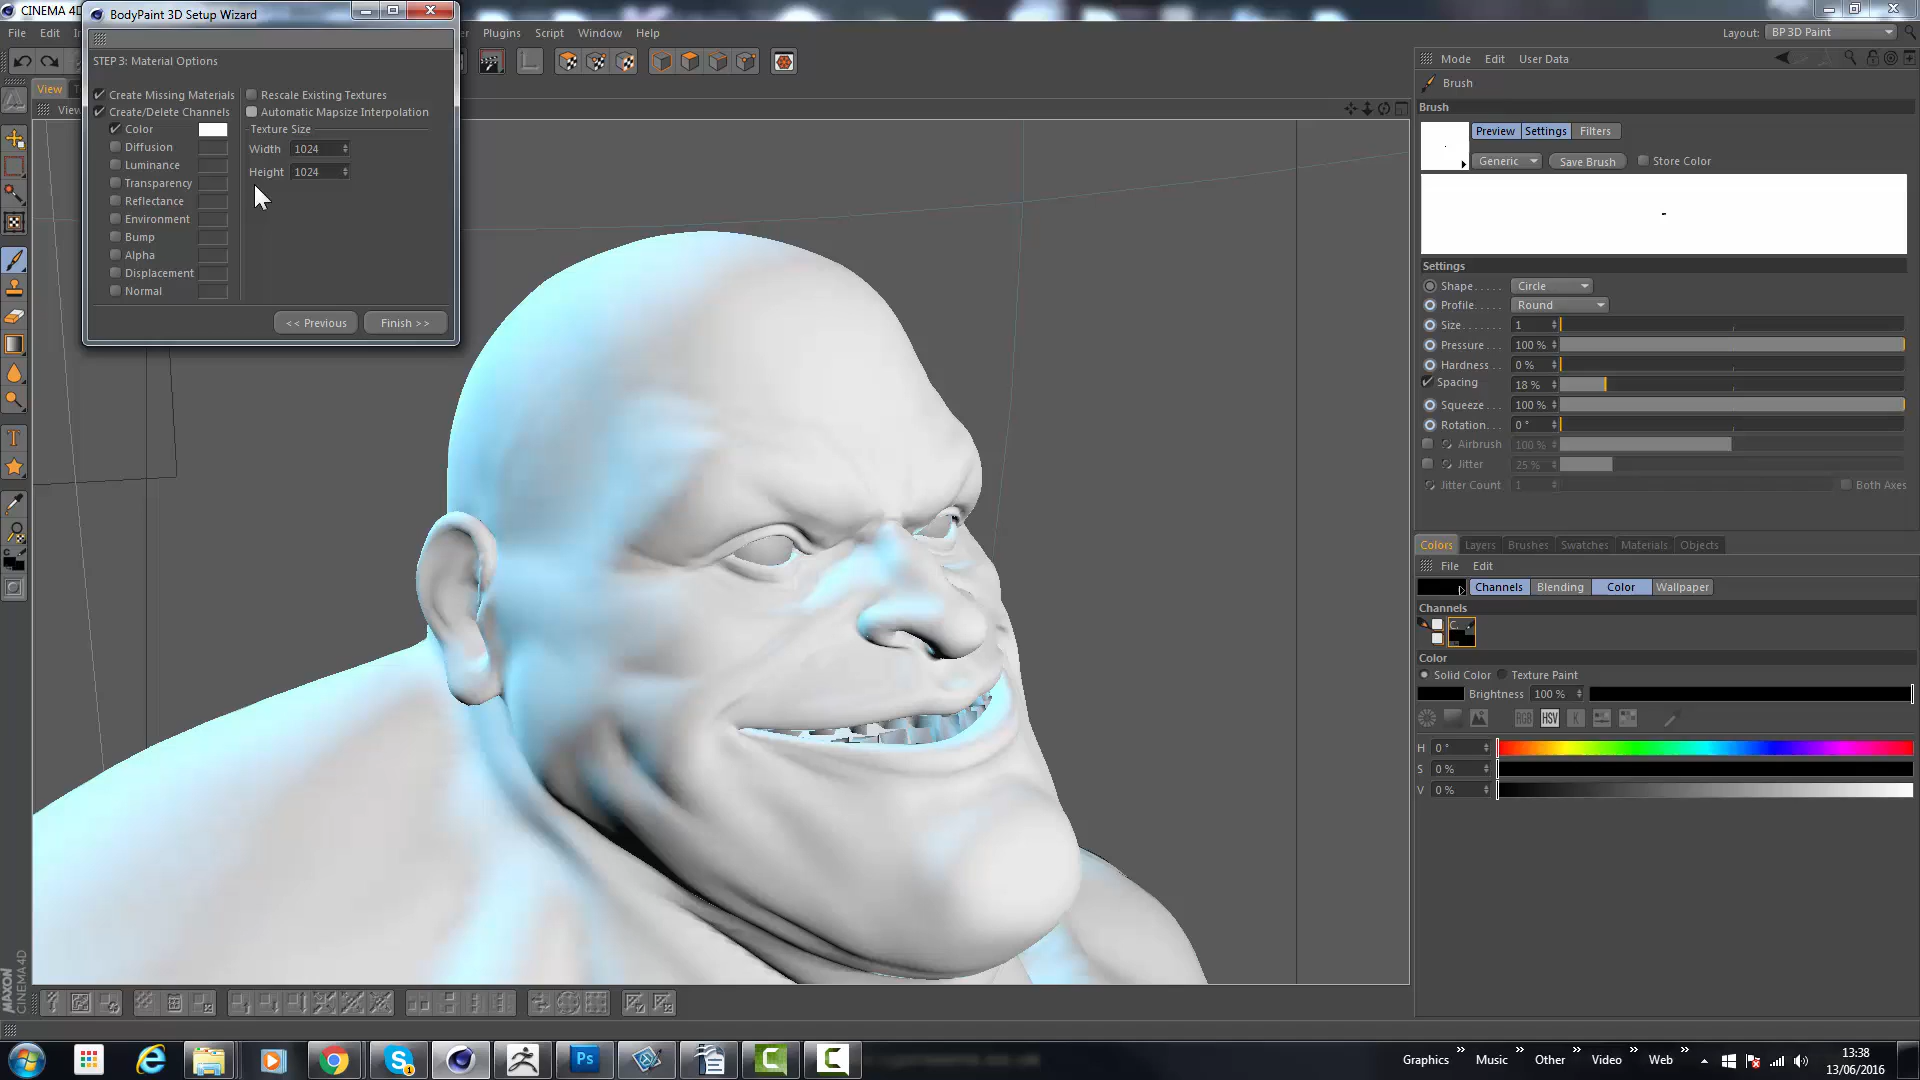 CINEMA 4D
BodyPaint 3D Setup Wizard
File Edit
Plugins Script Window Help
Layout: BP 3D Paint
STEP 3: Material Options
Create Missing Materials
Rescale Existing Textures
Create/Delete Channels
Automatic Mapsize Interpolation
Color
Texture Size
Diffusion
Width 1024
Luminance
Height 1024
Transparency
Reflectance
Environment
Bump
Alpha
Displacement
Normal
<< Previous
Finish >>
View
View
Mode Edit User Data
Brush
Brush
Preview Settings Filters
Generic Save Brush Store Color
Settings
Shape..... Circle
Profile..... Round
Size....... 1
Pressure.. 100 %
Hardness.. 0 %
Spacing 18 %
Squeeze... 100 %
Rotation... 0 °
Airbrush 100 %
Jitter 25 %
Jitter Count 1 Both Axes
Colors Layers Brushes Swatches Materials Objects
File Edit
Channels Blending Color Wallpaper
Channels
C.
Color
Solid Color Texture Paint
Brightness 100 %
RGB HSV K
H 0 °
S 0 %
V 0 %
MAXON
CINEMA4D
Ps
Graphics Music Other Video Web
13:38
13/06/2016